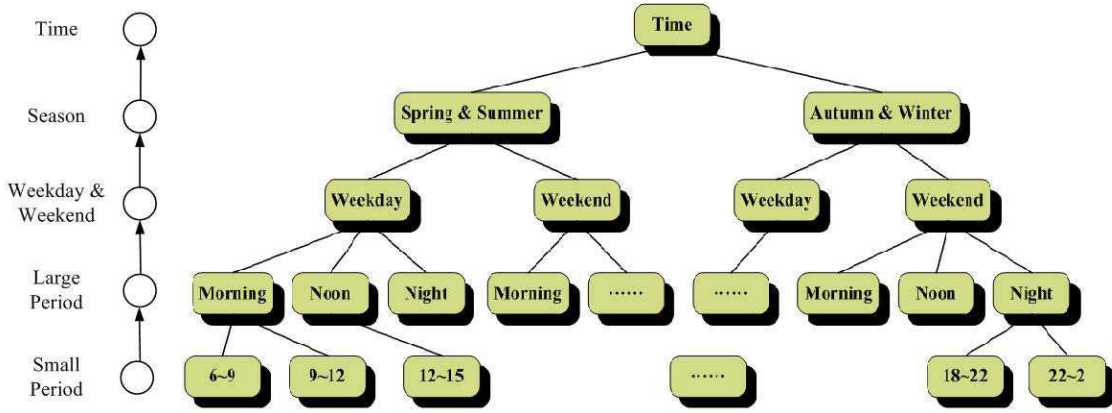 Time
Time
Season
Spring & Summer
Autumn & Winter
Weekday &
Weekend
Weekday
Weekend
Weekday
Weekend
Large
Period
Morning
Noon
Night
Morning
······
······
Morning
Noon
Night
Small
Period
6~9
9~12
12~15
······
18~22
22~2